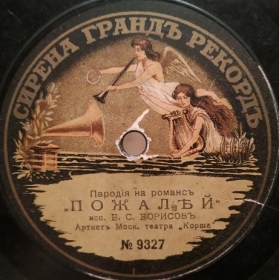 СИРЕНА ГРАНДЪ РЕКОРДЪ
Пародія на романсъ
„ПОЖАЛѢЙ"
исп. Б. С. БОРИСОВЪ
Артистъ Моск. театра „Корша
№ 9327